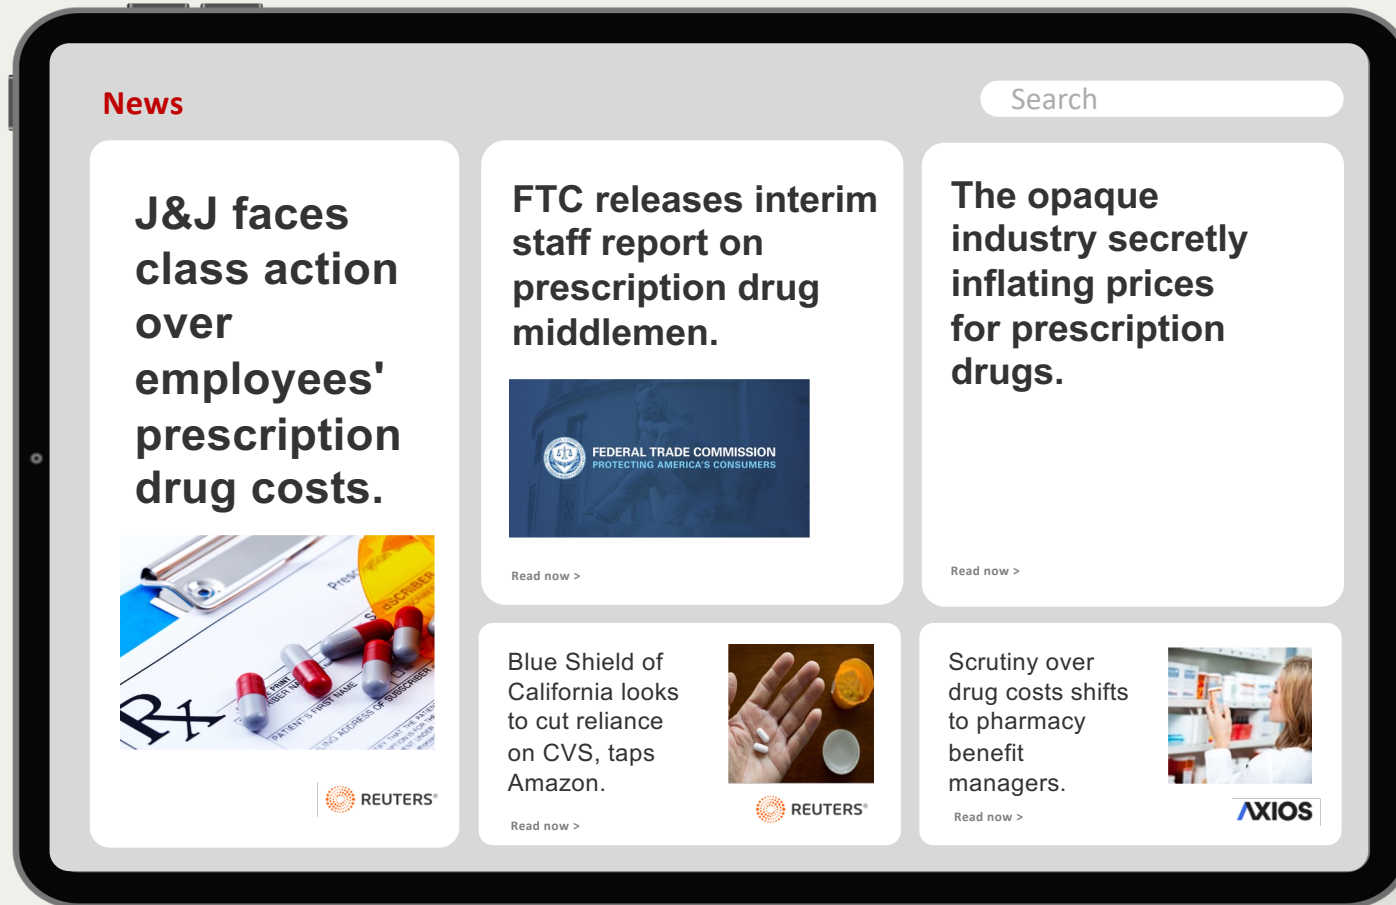 News
Search
J&J faces
class action
over
employees'
prescription
drug costs.
REUTERS®
FTC releases interim
staff report on
prescription drug
middlemen.
FEDERAL TRADE COMMISSION
PROTECTING AMERICA'S CONSUMERS
Read now >
The opaque
industry secretly
inflating prices
for prescription
drugs.
Read now >
Blue Shield of
California looks
to cut reliance
on CVS, taps
Amazon.
Read now >
REUTERS®
Scrutiny over
drug costs shifts
to pharmacy
benefit
managers.
Read now >
AXIOS